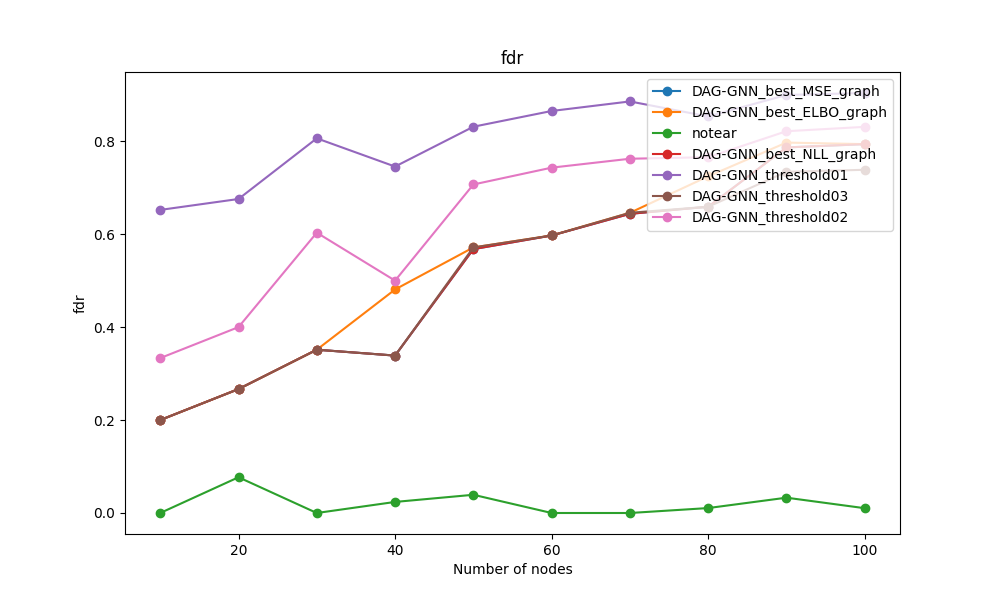 fdr
DAG-GNN_best_MSE_graph
DAG-GNN_best_ELBO_graph
notear
DAG-GNN_best_NLL_graph
DAG-GNN_threshold01
DAG-GNN_threshold03
DAG-GNN_threshold02
fdr
0.8
0.6
0.4
0.2
0.0
20 40 60 80 100
Number of nodes